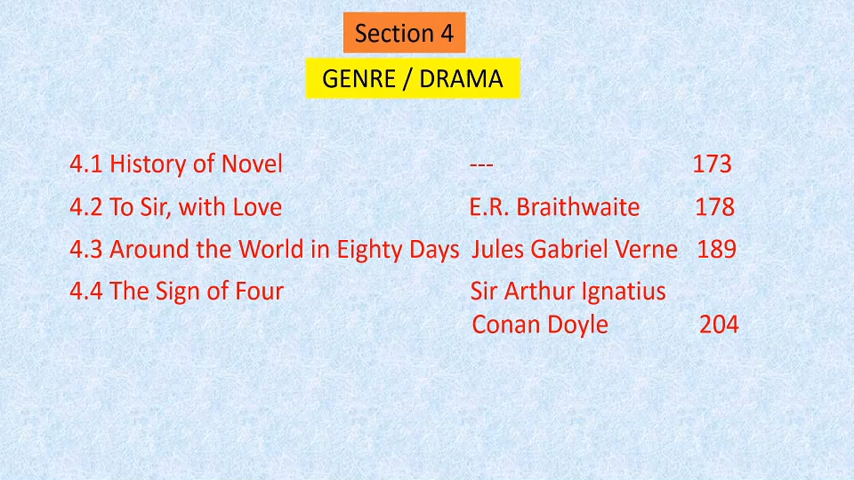 Section 4
GENRE / DRAMA
4.1 History of Novel --- 173
4.2 To Sir, with Love E.R. Braithwaite 178
4.3 Around the World in Eighty Days Jules Gabriel Verne 189
4.4 The Sign of Four Sir Arthur Ignatius
Conan Doyle 204